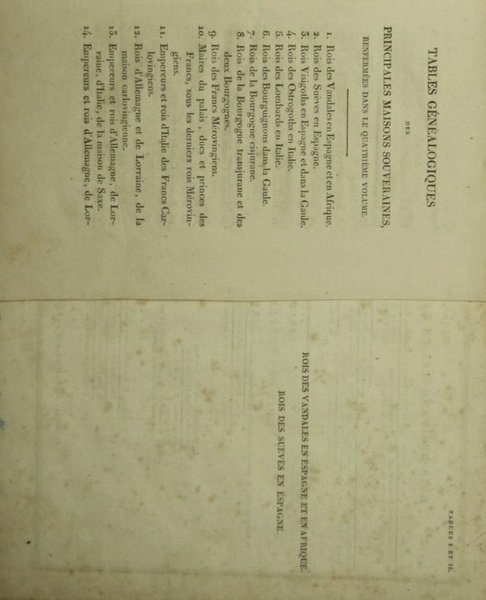 TABLES GÉNÉALOGIQUES
DES
PRINCIPALES MAISONS SOUVERAINES,
RENFERMÉES DANS LE QUATRIÈME VOLUME.
1. Rois des Vandales en Espagne et en Afrique.
2. Rois des Suèves en Espagne.
3. Rois Visigoths en Espagne et dans la Gaule.
4. Rois des Ostrogoths en Italie.
5. Rois des Lombards en Italie.
6. Rois des Bourguignons dans la Gaule.
7. Rois de la Bourgogne cisjurane.
8. Rois de la Bourgogne transjurane et des
deux Bourgognes.
9. Rois des Francs Mérovingiens.
10. Maires du palais, ducs et princes des
Francs, sous les derniers rois Mérovin-
giens.
11. Empereurs et rois d'Italie des Francs Car-
lovingiens.
12. Rois d'Allemagne et de Lorraine, de la
maison carlovingienne.
13. Empereurs et rois d'Allemagne, de Lor-
raine, d'Italie, de la maison de Saxe.
14. Empereurs et rois d'Allemagne, de Lor-
TABLES I ET II.
ROIS DES VANDALES EN ESPAGNE ET EN AFRIQUE.
ROIS DES SUEVES EN ESPAGNE.